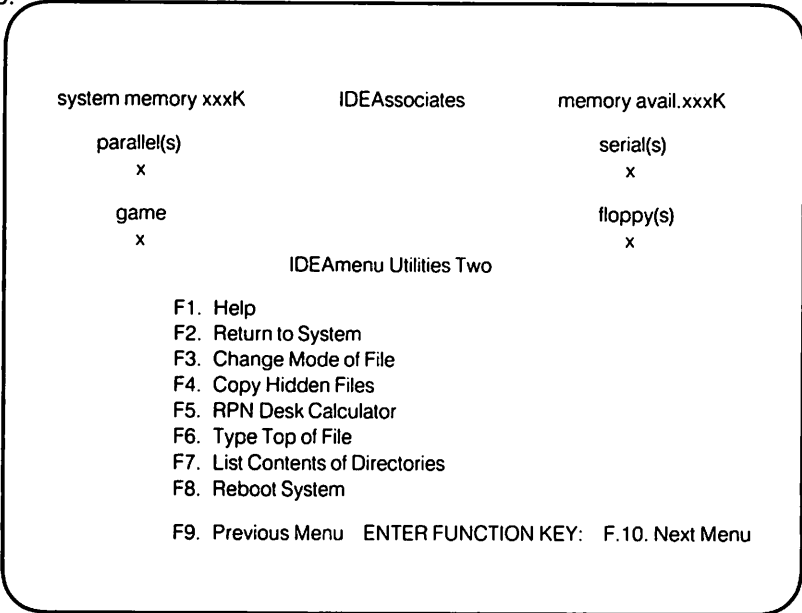 system memory xxxK IDEAssociates memory avail.xxxK
parallel(s) serial(s)
x x
game floppy(s)
x x
IDEAmenu Utilities Two
F1. Help
F2. Return to System
F3. Change Mode of File
F4. Copy Hidden Files
F5. RPN Desk Calculator
F6. Type Top of File
F7. List Contents of Directories
F8. Reboot System
F9. Previous Menu ENTER FUNCTION KEY: F.10. Next Menu